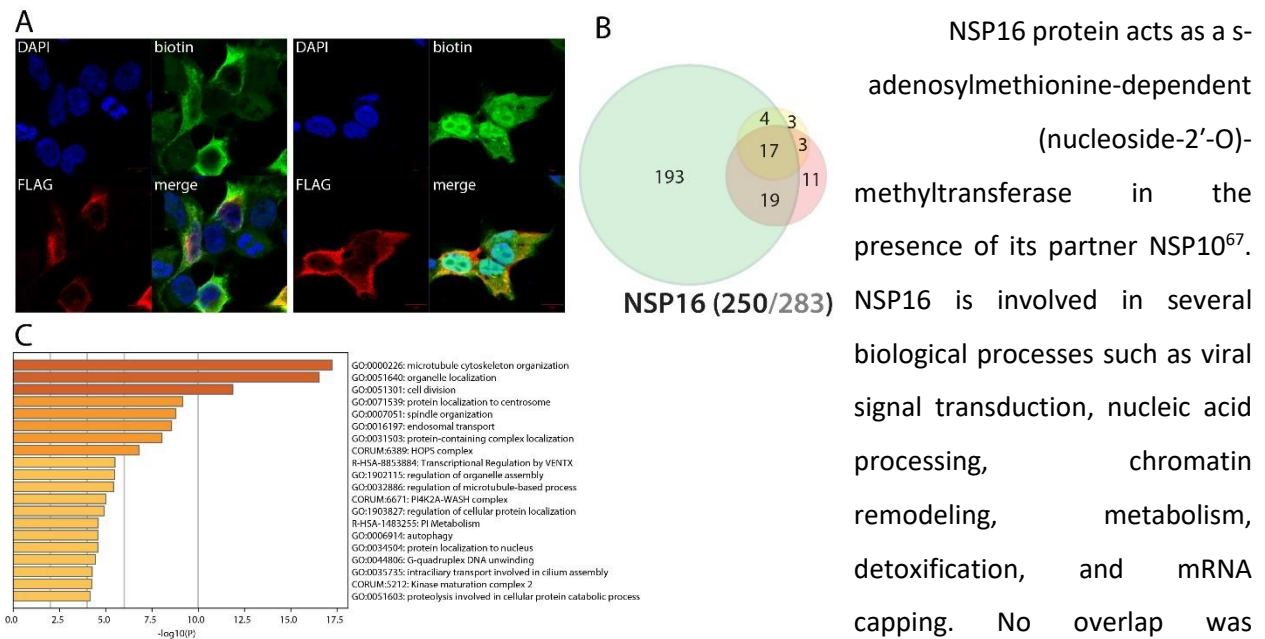 A
DAPI
biotin
DAPI
biotin
FLAG
merge
FLAG
merge
B
4
3
17
3
193
11
19
NSP16 (250/283)
C
GO:0000226: microtubule cytoskeleton organization
GO:0051640: organelle localization
GO:0051301: cell division
GO:0071539: protein localization to centrosome
GO:0007051: spindle organization
GO:0016197: endosomal transport
GO:0031503: protein-containing complex localization
CORUM:6389: HOPS complex
R-HSA-8853884: Transcriptional Regulation by VENTX
GO:1902115: regulation of organelle assembly
GO:0032886: regulation of microtubule-based process
CORUM:6671: PI4K2A-WASH complex
GO:1903827: regulation of cellular protein localization
R-HSA-1483255: PI Metabolism
GO:0006914: autophagy
GO:0034504: protein localization to nucleus
GO:0044806: G-quadruplex DNA unwinding
GO:0035735: intraciliary transport involved in cilium assembly
CORUM:5212: Kinase maturation complex 2
GO:0051603: proteolysis involved in cellular protein catabolic process
0.0 2.5 5.0 7.5 10.0 12.5 15.0 17.5
-log10(P)
NSP16 protein acts as a s-
adenosylmethionine-dependent
(nucleoside-2′-O)-
methyltransferase in the
presence of its partner NSP10⁶⁷.
NSP16 is involved in several
biological processes such as viral
signal transduction, nucleic acid
processing, chromatin
remodeling, metabolism,
detoxification, and mRNA
capping. No overlap was